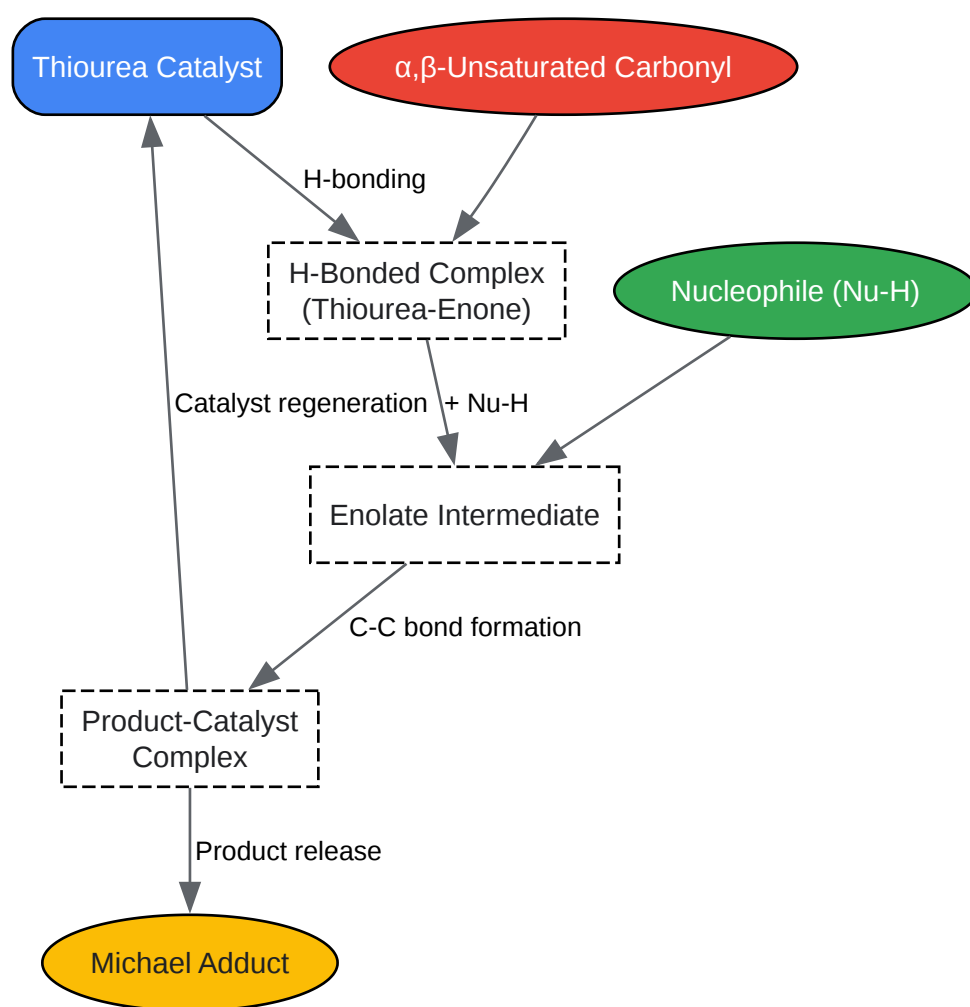 Thiourea Catalyst
α,β-Unsaturated Carbonyl
H-bonding
H-Bonded Complex
(Thiourea-Enone)
Nucleophile (Nu-H)
Catalyst regeneration
+ Nu-H
Enolate Intermediate
C-C bond formation
Product-Catalyst
Complex
Product release
Michael Adduct